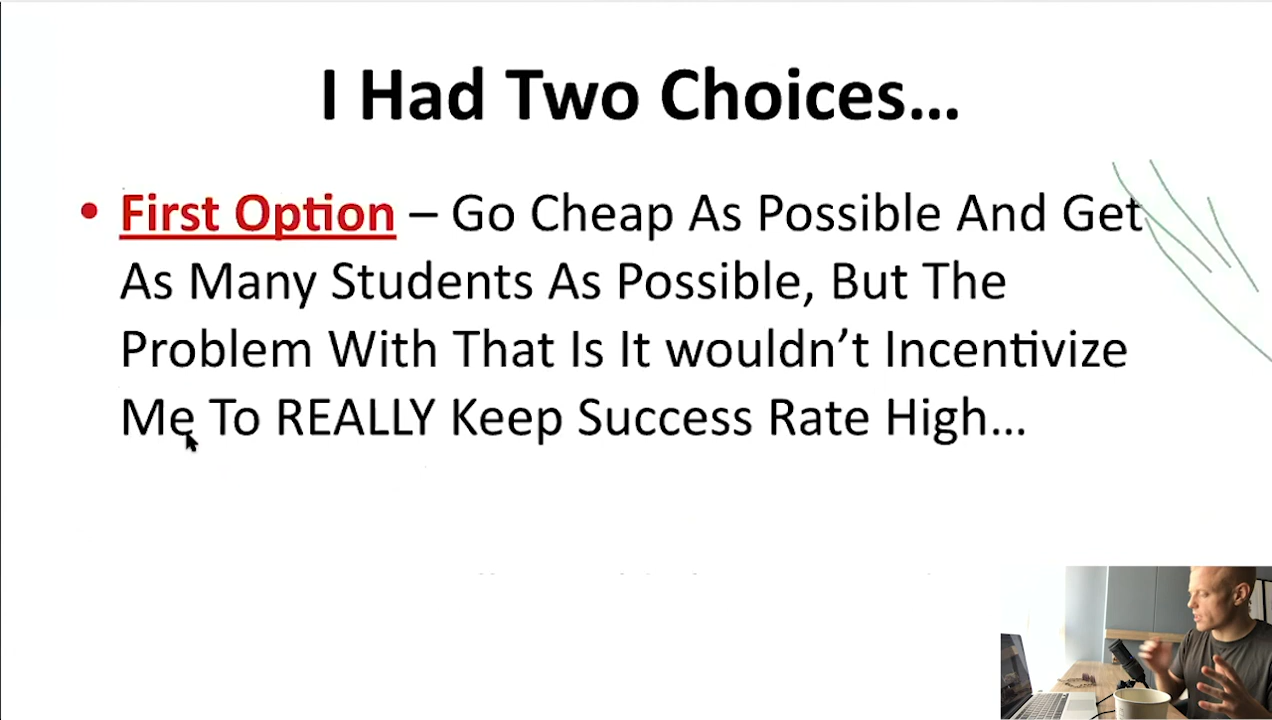 I Had Two Choices...
• First Option – Go Cheap As Possible And Get
As Many Students As Possible, But The
Problem With That Is It wouldn't Incentivize
Me To REALLY Keep Success Rate High...